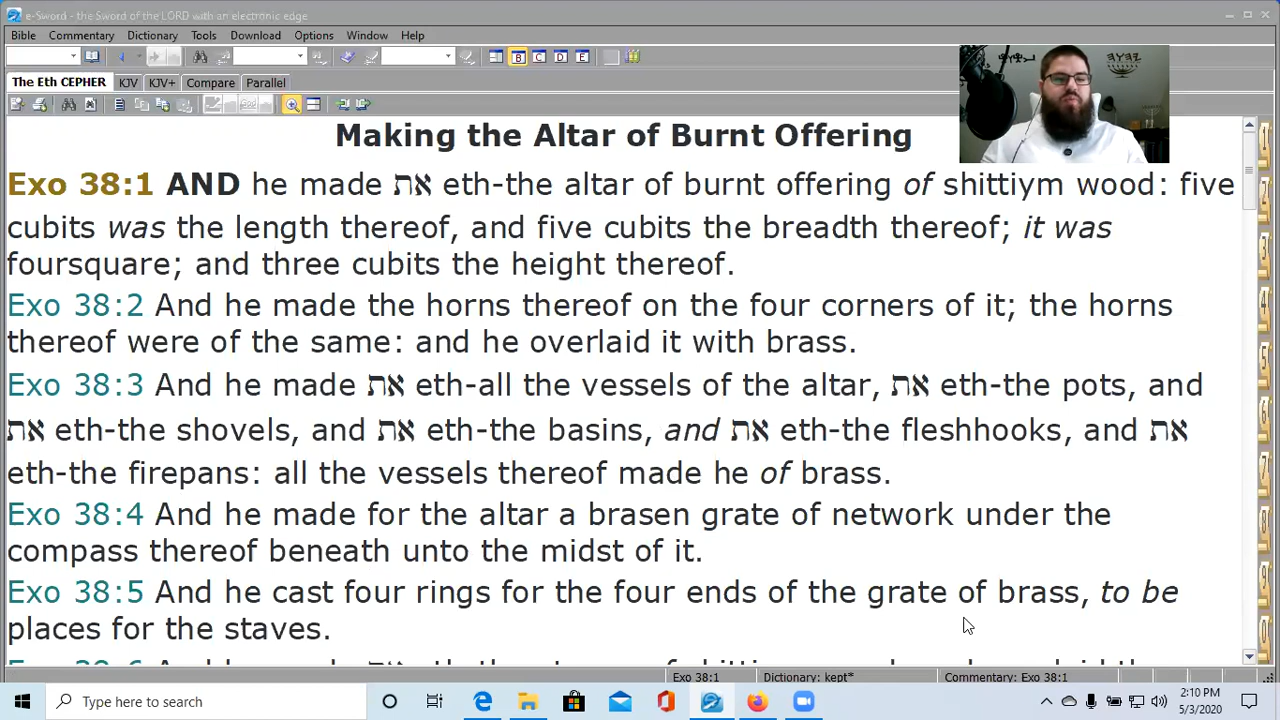 e-Sword - the Sword of the LORD with an electronic edge
Bible Commentary Dictionary Tools Download Options Window Help
B C D E
The Eth CEPHER KJV KJV+ Compare Parallel
Making the Altar of Burnt Offering
Exo 38:1 AND he made את eth-the altar of burnt offering of shittiym wood: five
cubits was the length thereof, and five cubits the breadth thereof; it was
foursquare; and three cubits the height thereof.
Exo 38:2 And he made the horns thereof on the four corners of it; the horns
thereof were of the same: and he overlaid it with brass.
Exo 38:3 And he made את eth-all the vessels of the altar, את eth-the pots, and
את eth-the shovels, and את eth-the basins, and את eth-the fleshhooks, and את
eth-the firepans: all the vessels thereof made he of brass.
Exo 38:4 And he made for the altar a brasen grate of network under the
compass thereof beneath unto the midst of it.
Exo 38:5 And he cast four rings for the four ends of the grate of brass, to be
places for the staves.
Exo 38:1 Dictionary: kept* Commentary: Exo 38:1
Type here to search
2:10 PM
5/3/2020